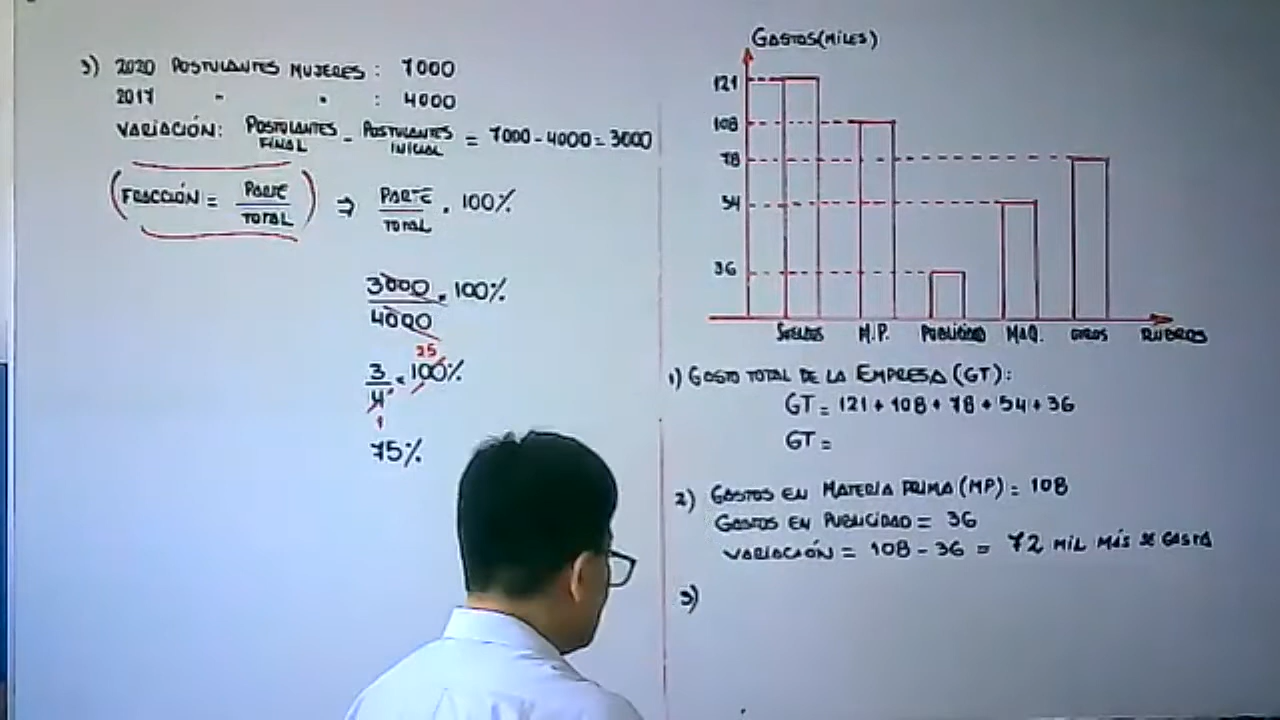 3) 2020 POSTULANTES MUJERES : 7000
2017 " " : 4000
VARIACIÓN: POSTULANTES FINAL - POSTULANTES INICIAL = 7000 - 4000 = 3000
(FRACCIÓN = PARTE / TOTAL) ⇒ PARTE / TOTAL . 100%
3000 / 4000 . 100%
25
3 / 4 . 100%
1
75%
GASTOS(MILES)
121
108
78
54
36
SUELDOS M.P. PUBLICIDAD MAQ. OTROS RUBROS
1) GASTO TOTAL DE LA EMPRESA (GT):
GT = 121 + 108 + 78 + 54 + 36
GT =
2) GASTOS EN MATERIA PRIMA (MP) = 108
GASTOS EN PUBLICIDAD = 36
VARIACIÓN = 108 - 36 = 72 MIL MÁS SE GASTA
3)